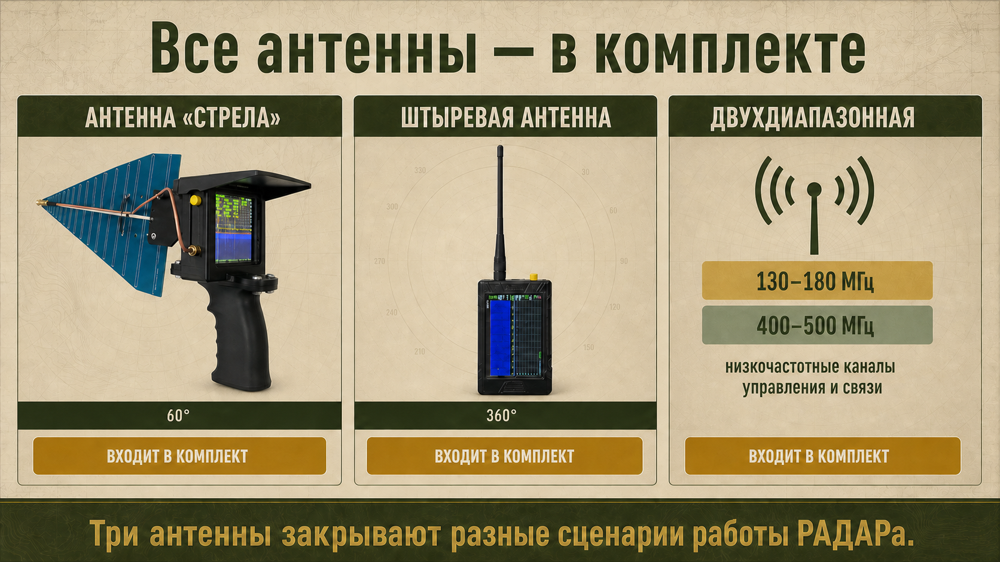 Все антенны — в комплекте
АНТЕННА «СТРЕЛА»
60°
ВХОДИТ В КОМПЛЕКТ
ШТЫРЕВАЯ АНТЕННА
330
30
300
60
270
90
240
120
210
150
360°
ВХОДИТ В КОМПЛЕКТ
ДВУХДИАПАЗОННАЯ
130–180 МГц
400–500 МГц
низкочастотные каналы
управления и связи
ВХОДИТ В КОМПЛЕКТ
Три антенны закрывают разные сценарии работы РАДАРа.